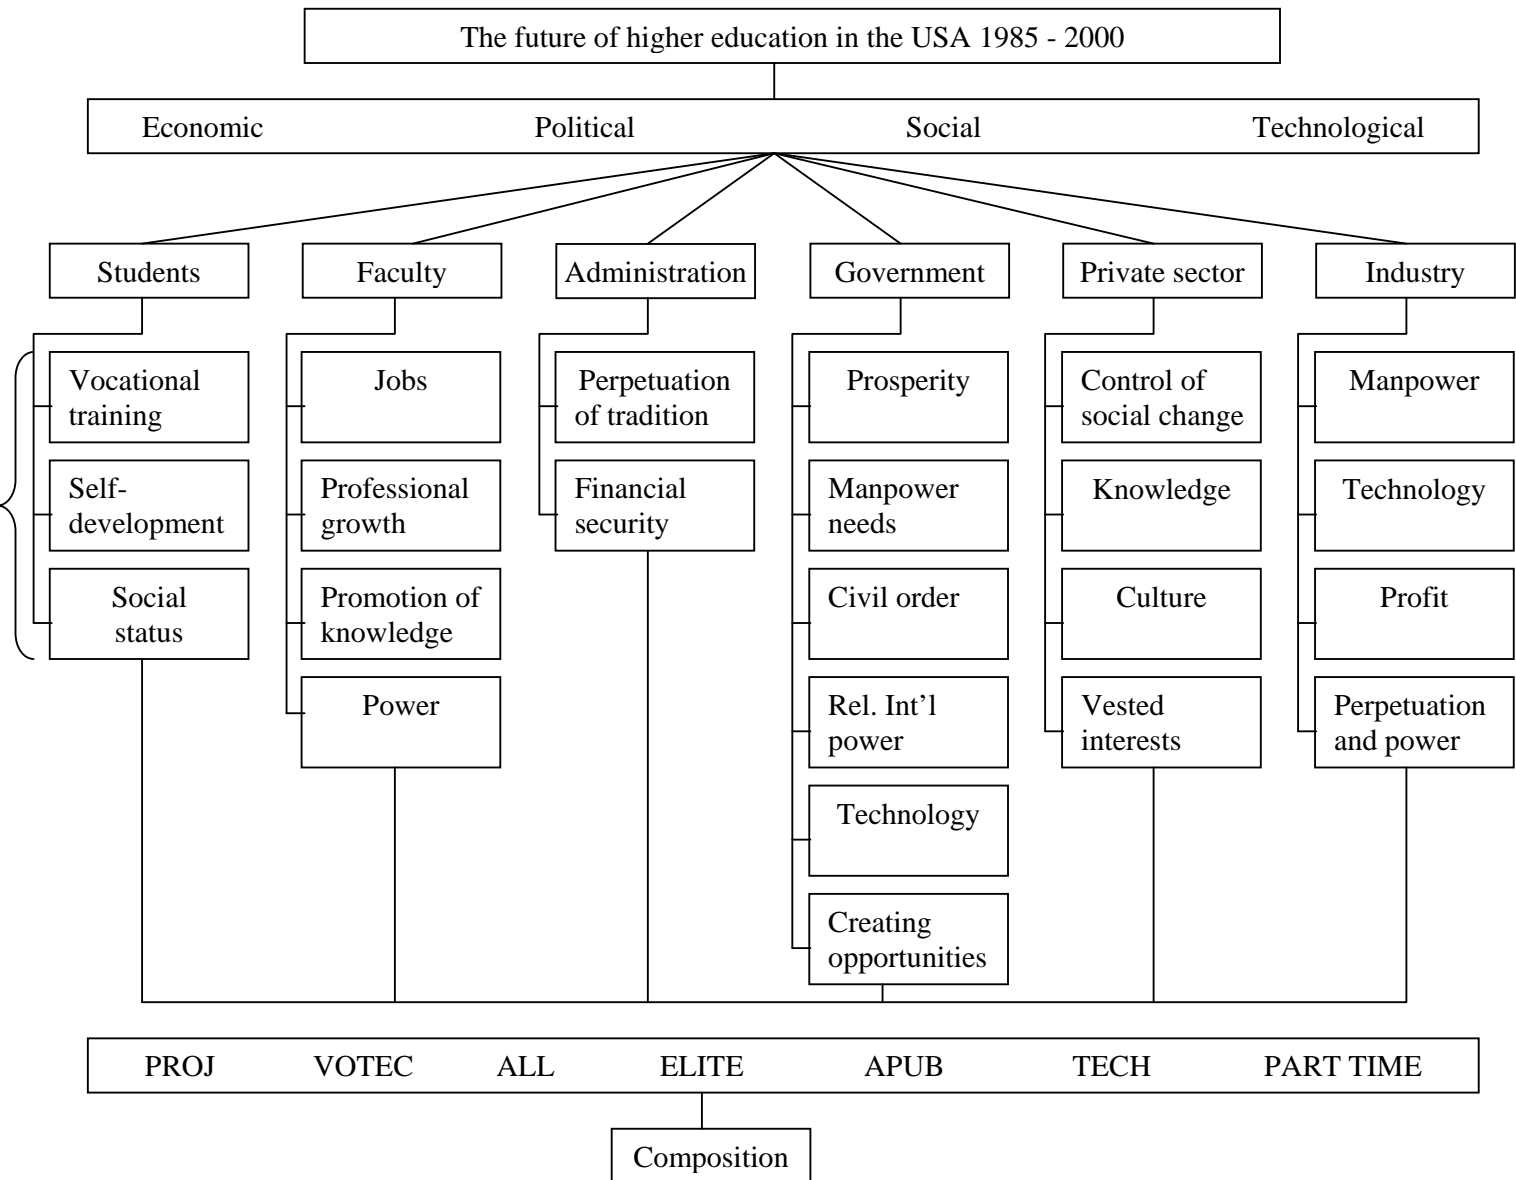 The future of higher education in the USA 1985 - 2000
Economic Political Social Technological
Students Faculty Administration Government Private sector Industry
Vocational
training
Self-
development
Social
status
Jobs
Professional
growth
Promotion of
knowledge
Power
Perpetuation
of tradition
Financial
security
Prosperity
Manpower
needs
Civil order
Rel. Int’l
power
Technology
Creating
opportunities
Control of
social change
Knowledge
Culture
Vested
interests
Manpower
Technology
Profit
Perpetuation
and power
PROJ VOTEC ALL ELITE APUB TECH PART TIME
Composition